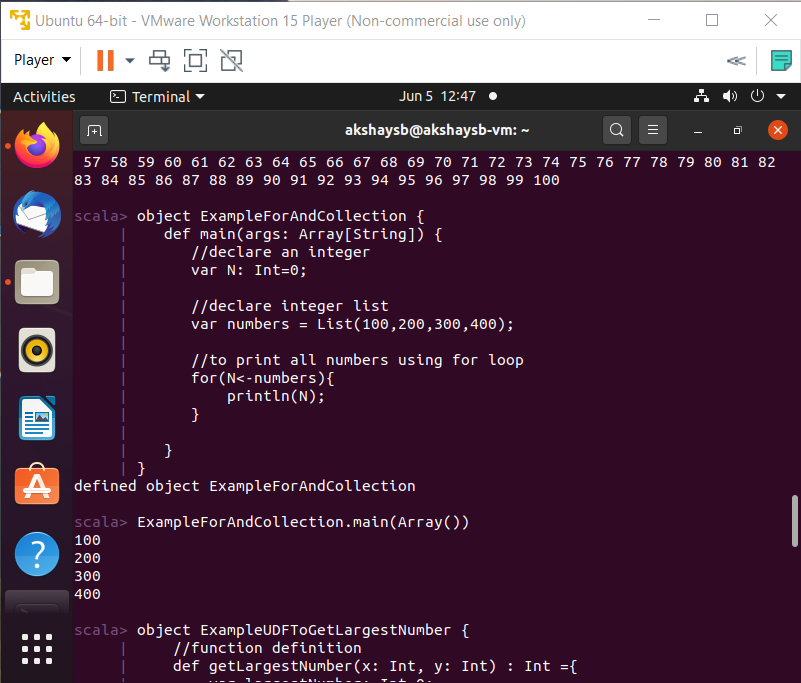 Ubuntu 64-bit - VMware Workstation 15 Player (Non-commercial use only)
Player
Activities
Terminal
Jun 5 12:47
akshaysb@akshaysb-vm: ~
57 58 59 60 61 62 63 64 65 66 67 68 69 70 71 72 73 74 75 76 77 78 79 80 81 82
83 84 85 86 87 88 89 90 91 92 93 94 95 96 97 98 99 100
scala> object ExampleForAndCollection {
     |    def main(args: Array[String]) {
     |       //declare an integer
     |       var N: Int=0;
     |
     |       //declare integer list
     |       var numbers = List(100,200,300,400);
     |
     |       //to print all numbers using for loop
     |       for(N<-numbers){
     |           println(N);
     |       }
     |
     |    }
     | }
defined object ExampleForAndCollection
scala> ExampleForAndCollection.main(Array())
100
200
300
400
scala> object ExampleUDFToGetLargestNumber {
     |     //function definition
     |     def getLargestNumber(x: Int, y: Int) : Int ={